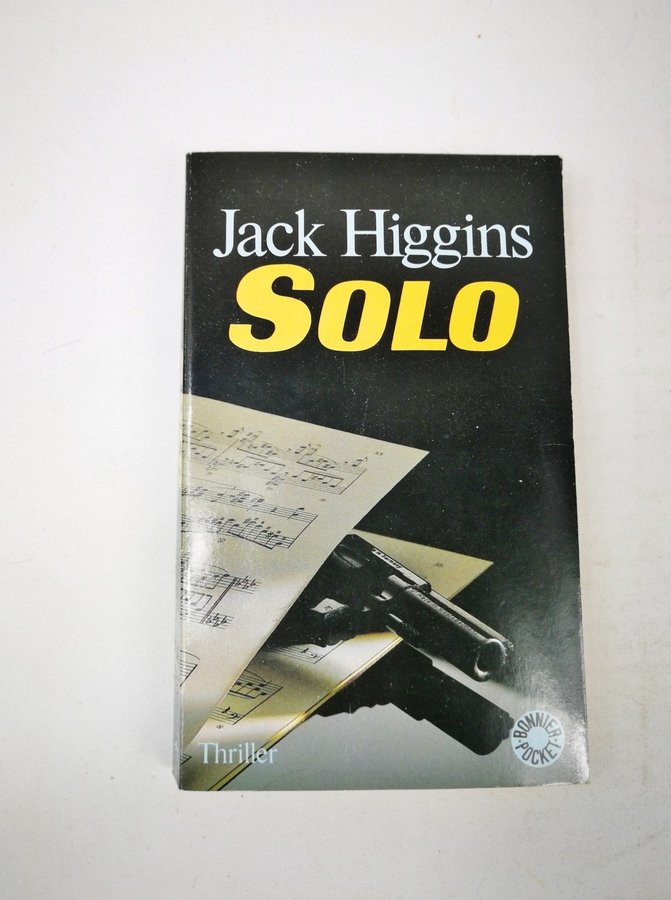 Jack Higgins
SOLO
Thriller
BONNIER
POCKET